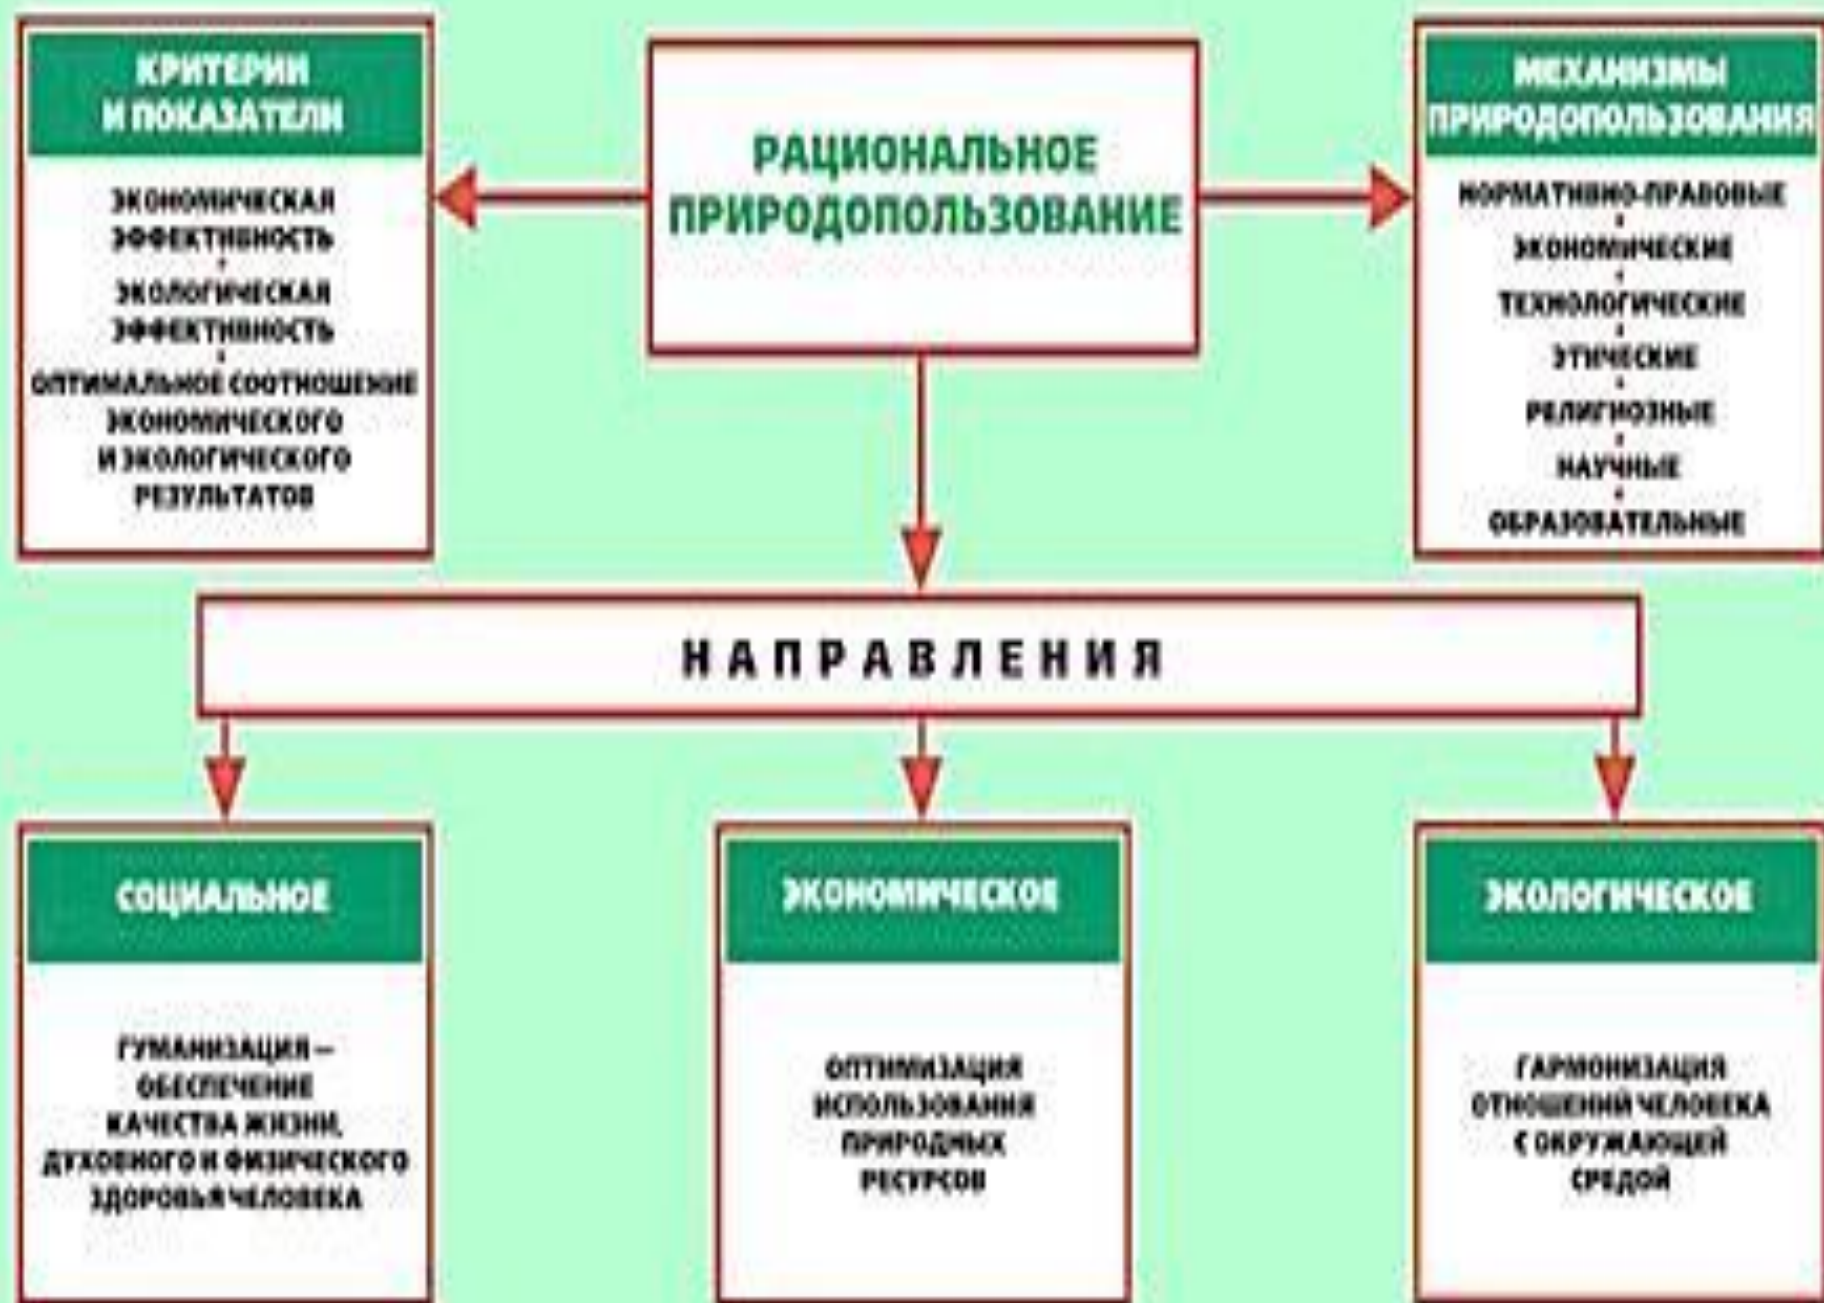 КРИТЕРИИ
И ПОКАЗАТЕЛИ
ЭКОНОМИЧЕСКАЯ
ЭФФЕКТИВНОСТЬ
ЭКОЛОГИЧЕСКАЯ
ЭФФЕКТИВНОСТЬ
ОПТИМАЛЬНОЕ СООТНОШЕНИЕ
ЭКОНОМИЧЕСКОГО
И ЭКОЛОГИЧЕСКОГО
РЕЗУЛЬТАТОВ
РАЦИОНАЛЬНОЕ
ПРИРОДОПОЛЬЗОВАНИЕ
МЕХАНИЗМЫ
ПРИРОДОПОЛЬЗОВАНИЯ
НОРМАТИВНО-ПРАВОВЫЕ
ЭКОНОМИЧЕСКИЕ
ТЕХНОЛОГИЧЕСКИЕ
ЭТИЧЕСКИЕ
РЕЛИГИОЗНЫЕ
НАУЧНЫЕ
ОБРАЗОВАТЕЛЬНЫЕ
НАПРАВЛЕНИЯ
СОЦИАЛЬНОЕ
ГУМАНИЗАЦИЯ –
ОБЕСПЕЧЕНИЕ
КАЧЕСТВА ЖИЗНИ,
ДУХОВНОГО И ФИЗИЧЕСКОГО
ЗДОРОВЬЯ ЧЕЛОВЕКА
ЭКОНОМИЧЕСКОЕ
ОПТИМИЗАЦИЯ
ИСПОЛЬЗОВАНИЯ
ПРИРОДНЫХ
РЕСУРСОВ
ЭКОЛОГИЧЕСКОЕ
ГАРМОНИЗАЦИЯ
ОТНОШЕНИЙ ЧЕЛОВЕКА
С ОКРУЖАЮЩЕЙ
СРЕДОЙ